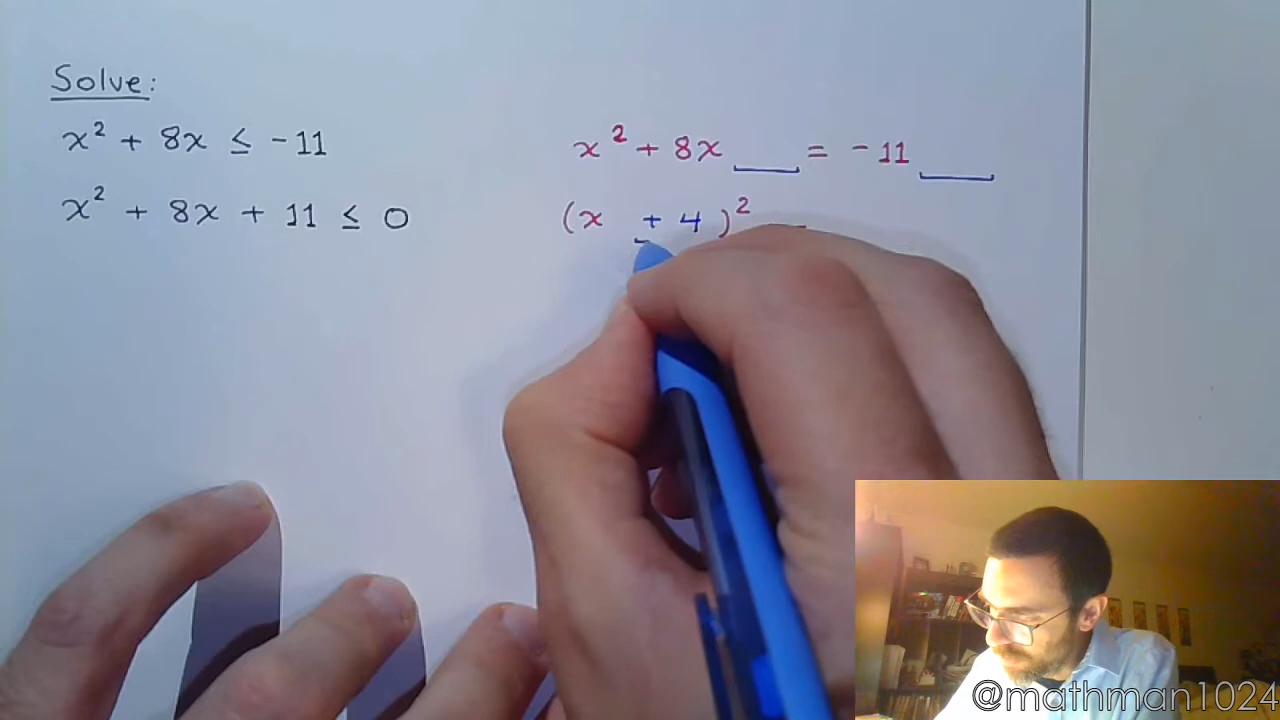 Solve:
x² + 8x ≤ -11
x² + 8x + 11 ≤ 0
x² + 8x ___ = -11 ___
(x + 4)²
@mathman1024